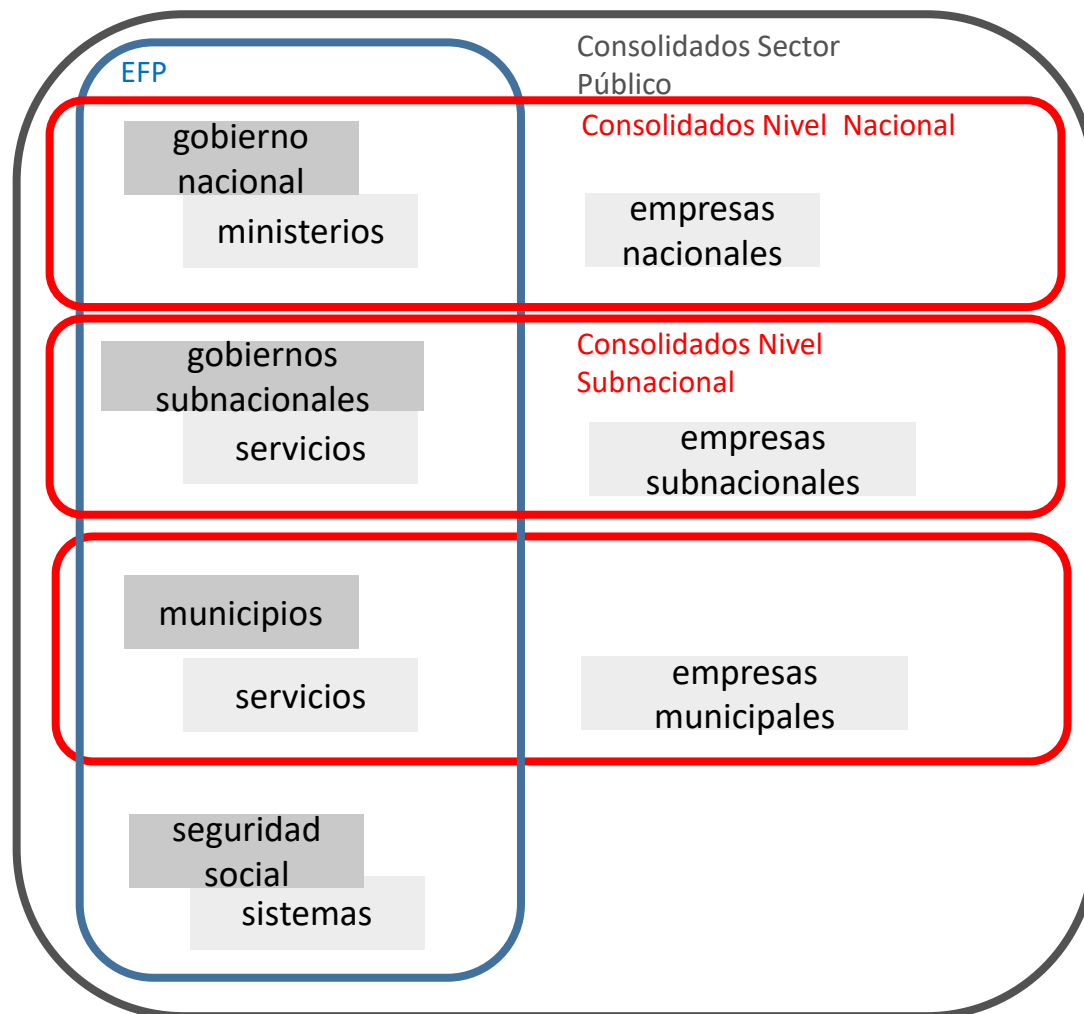 Consolidados Sector
Público
EFP
Consolidados Nivel Nacional
gobierno
nacional
ministerios
empresas
nacionales
Consolidados Nivel
Subnacional
gobiernos
subnacionales
servicios
empresas
subnacionales
municipios
servicios
empresas
municipales
seguridad
social
sistemas